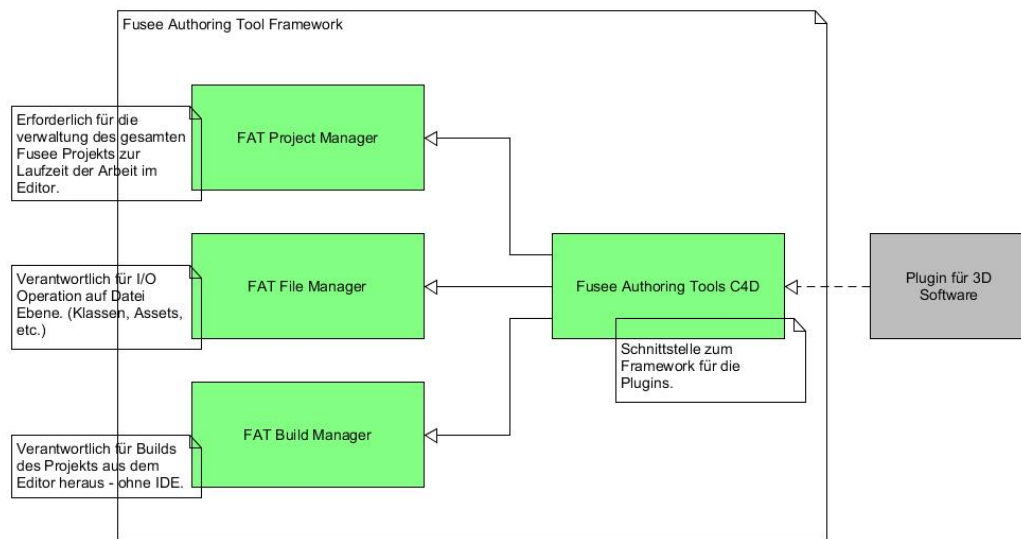 Fusee Authoring Tool Framework
Erforderlich für die
verwaltung des gesamten
Fusee Projekts zur
Laufzeit der Arbeit im
Editor.
FAT Project Manager
Verantwortlich für I/O
Operation auf Datei
Ebene. (Klassen, Assets,
etc.)
FAT File Manager
Fusee Authoring Tools C4D
Plugin für 3D
Software
Schnittstelle zum
Framework für die
Plugins.
FAT Build Manager
Verantwortlich für Builds
des Projekts aus dem
Editor heraus - ohne IDE.